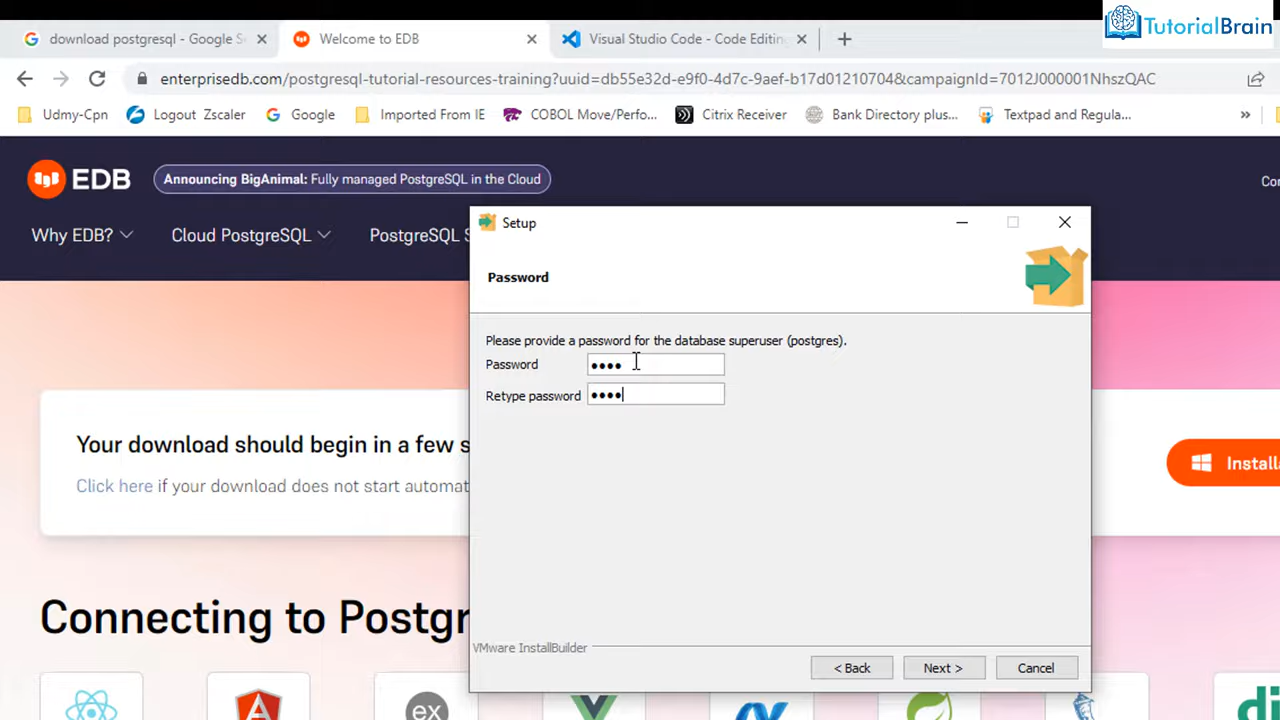 TutorialBrain
download postgresql - Google Se
Welcome to EDB
Visual Studio Code - Code Editing
enterprisedb.com/postgresql-tutorial-resources-training?uuid=db55e32d-e9f0-4d7c-9aef-b17d01210704&campaignId=7012J000001NhszQAC
Udmy-Cpn
Logout Zscaler
Google
Imported From IE
COBOL Move/Perfo...
Citrix Receiver
Bank Directory plus...
Textpad and Regula...
EDB
Announcing BigAnimal: Fully managed PostgreSQL in the Cloud
Why EDB?
Cloud PostgreSQL
PostgreSQL S
Setup
Password
Please provide a password for the database superuser (postgres).
Password ••••
Retype password ••••
Your download should begin in a few s
Click here if your download does not start automat
Connecting to Postgr
VMware InstallBuilder
< Back
Next >
Cancel
ex